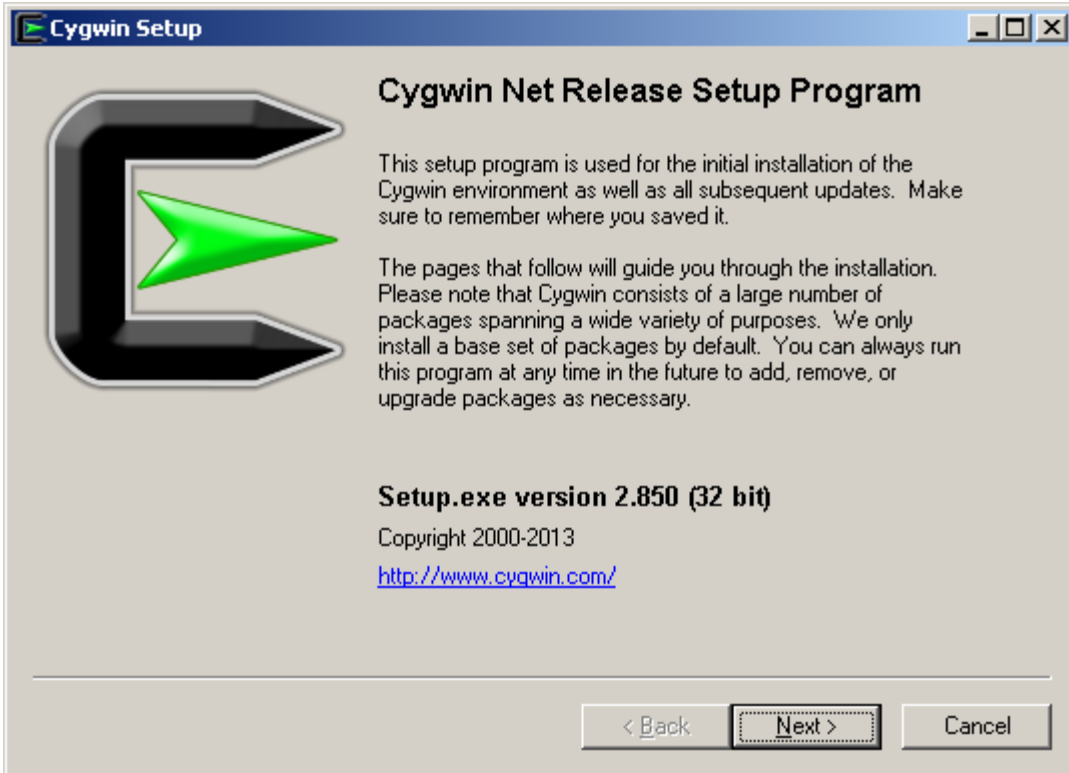 Cygwin Setup
Cygwin Net Release Setup Program
This setup program is used for the initial installation of the
Cygwin environment as well as all subsequent updates.  Make
sure to remember where you saved it.
The pages that follow will guide you through the installation.
Please note that Cygwin consists of a large number of
packages spanning a wide variety of purposes.  We only
install a base set of packages by default.  You can always run
this program at any time in the future to add, remove, or
upgrade packages as necessary.
Setup.exe version 2.850 (32 bit)
Copyright 2000-2013
http://www.cygwin.com/
< Back
Next >
Cancel